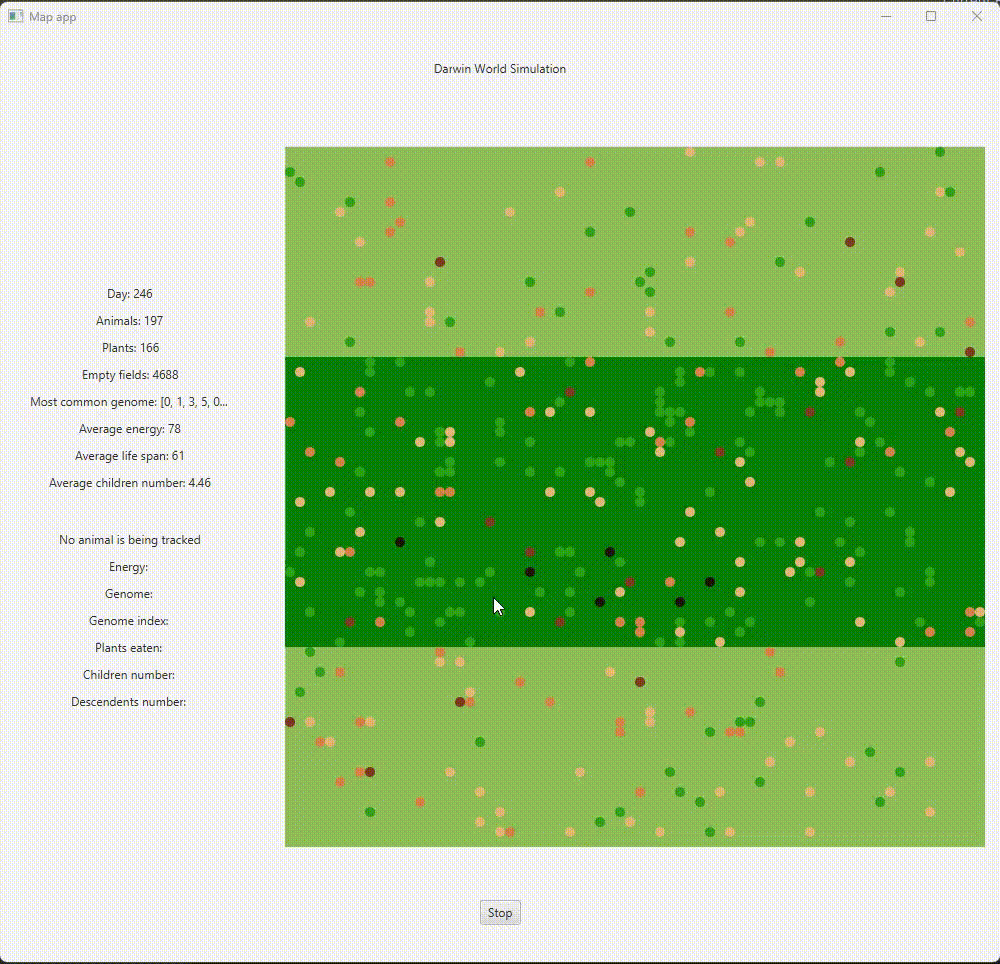 Map app
Darwin World Simulation
Day: 246
Animals: 197
Plants: 166
Empty fields: 4688
Most common genome: [0, 1, 3, 5, 0...
Average energy: 78
Average life span: 61
Average children number: 4.46
No animal is being tracked
Energy:
Genome:
Genome index:
Plants eaten:
Children number:
Descendents number:
Stop